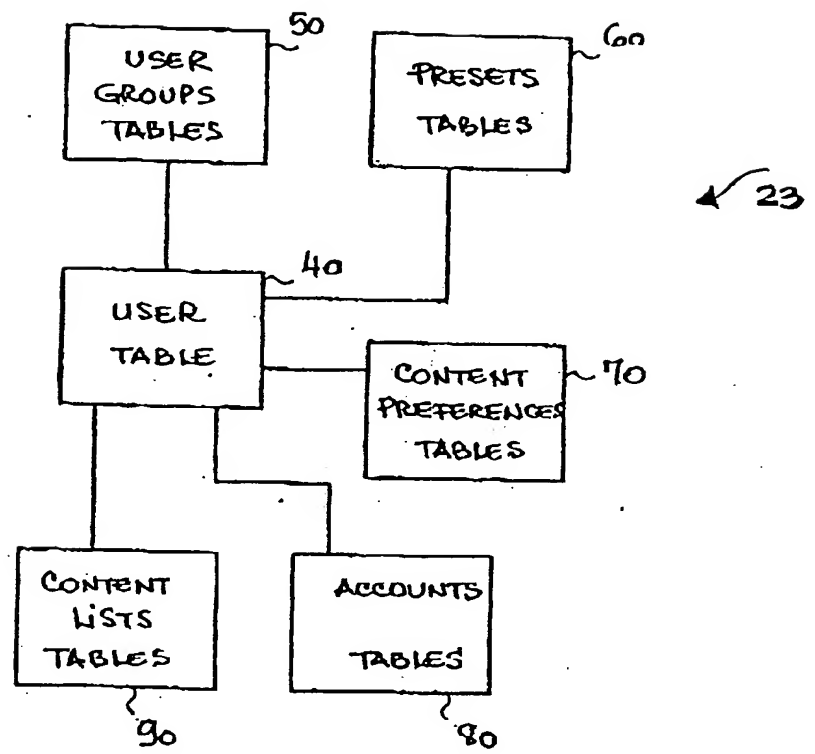 50
USER
GROUPS
TABLES
60
PRESETS
TABLES
23
40
USER
TABLE
70
CONTENT
PREFERENCES
TABLES
CONTENT
LISTS
TABLES
90
ACCOUNTS
TABLES
80